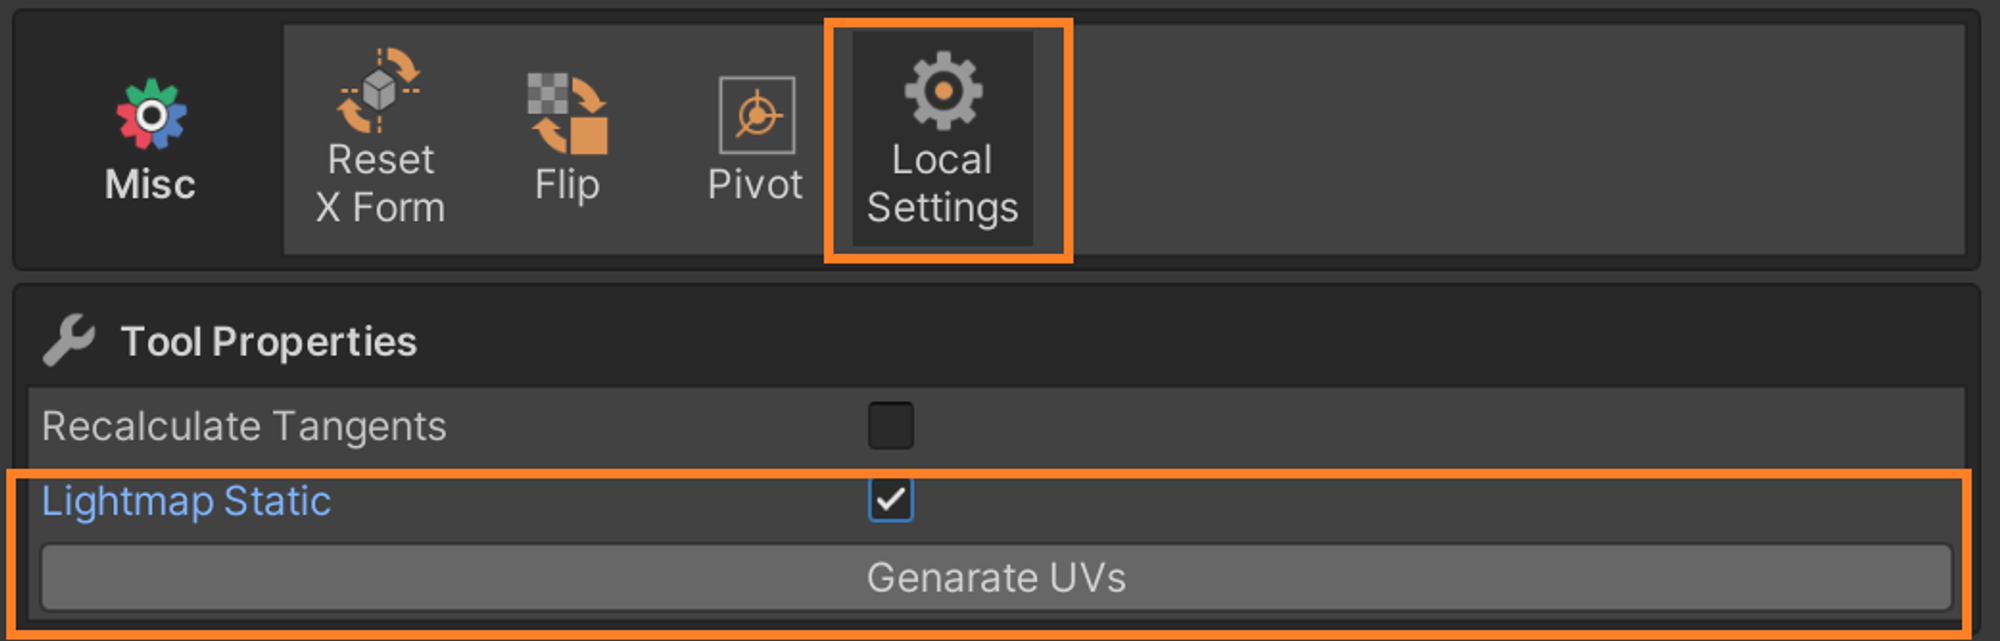 Misc
Reset
X Form
Flip
Pivot
Local
Settings
Tool Properties
Recalculate Tangents
Lightmap Static
Genarate UVs